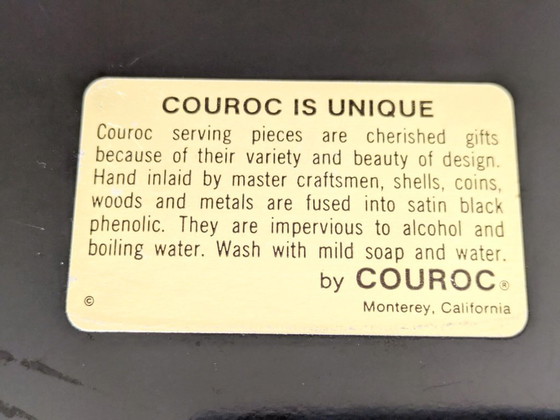 COUROC IS UNIQUE
Couroc serving pieces are cherished gifts
because of their variety and beauty of design.
Hand inlaid by master craftsmen, shells, coins,
woods and metals are fused into satin black
phenolic. They are impervious to alcohol and
boiling water. Wash with mild soap and water.
by COUROC®
© Monterey, California